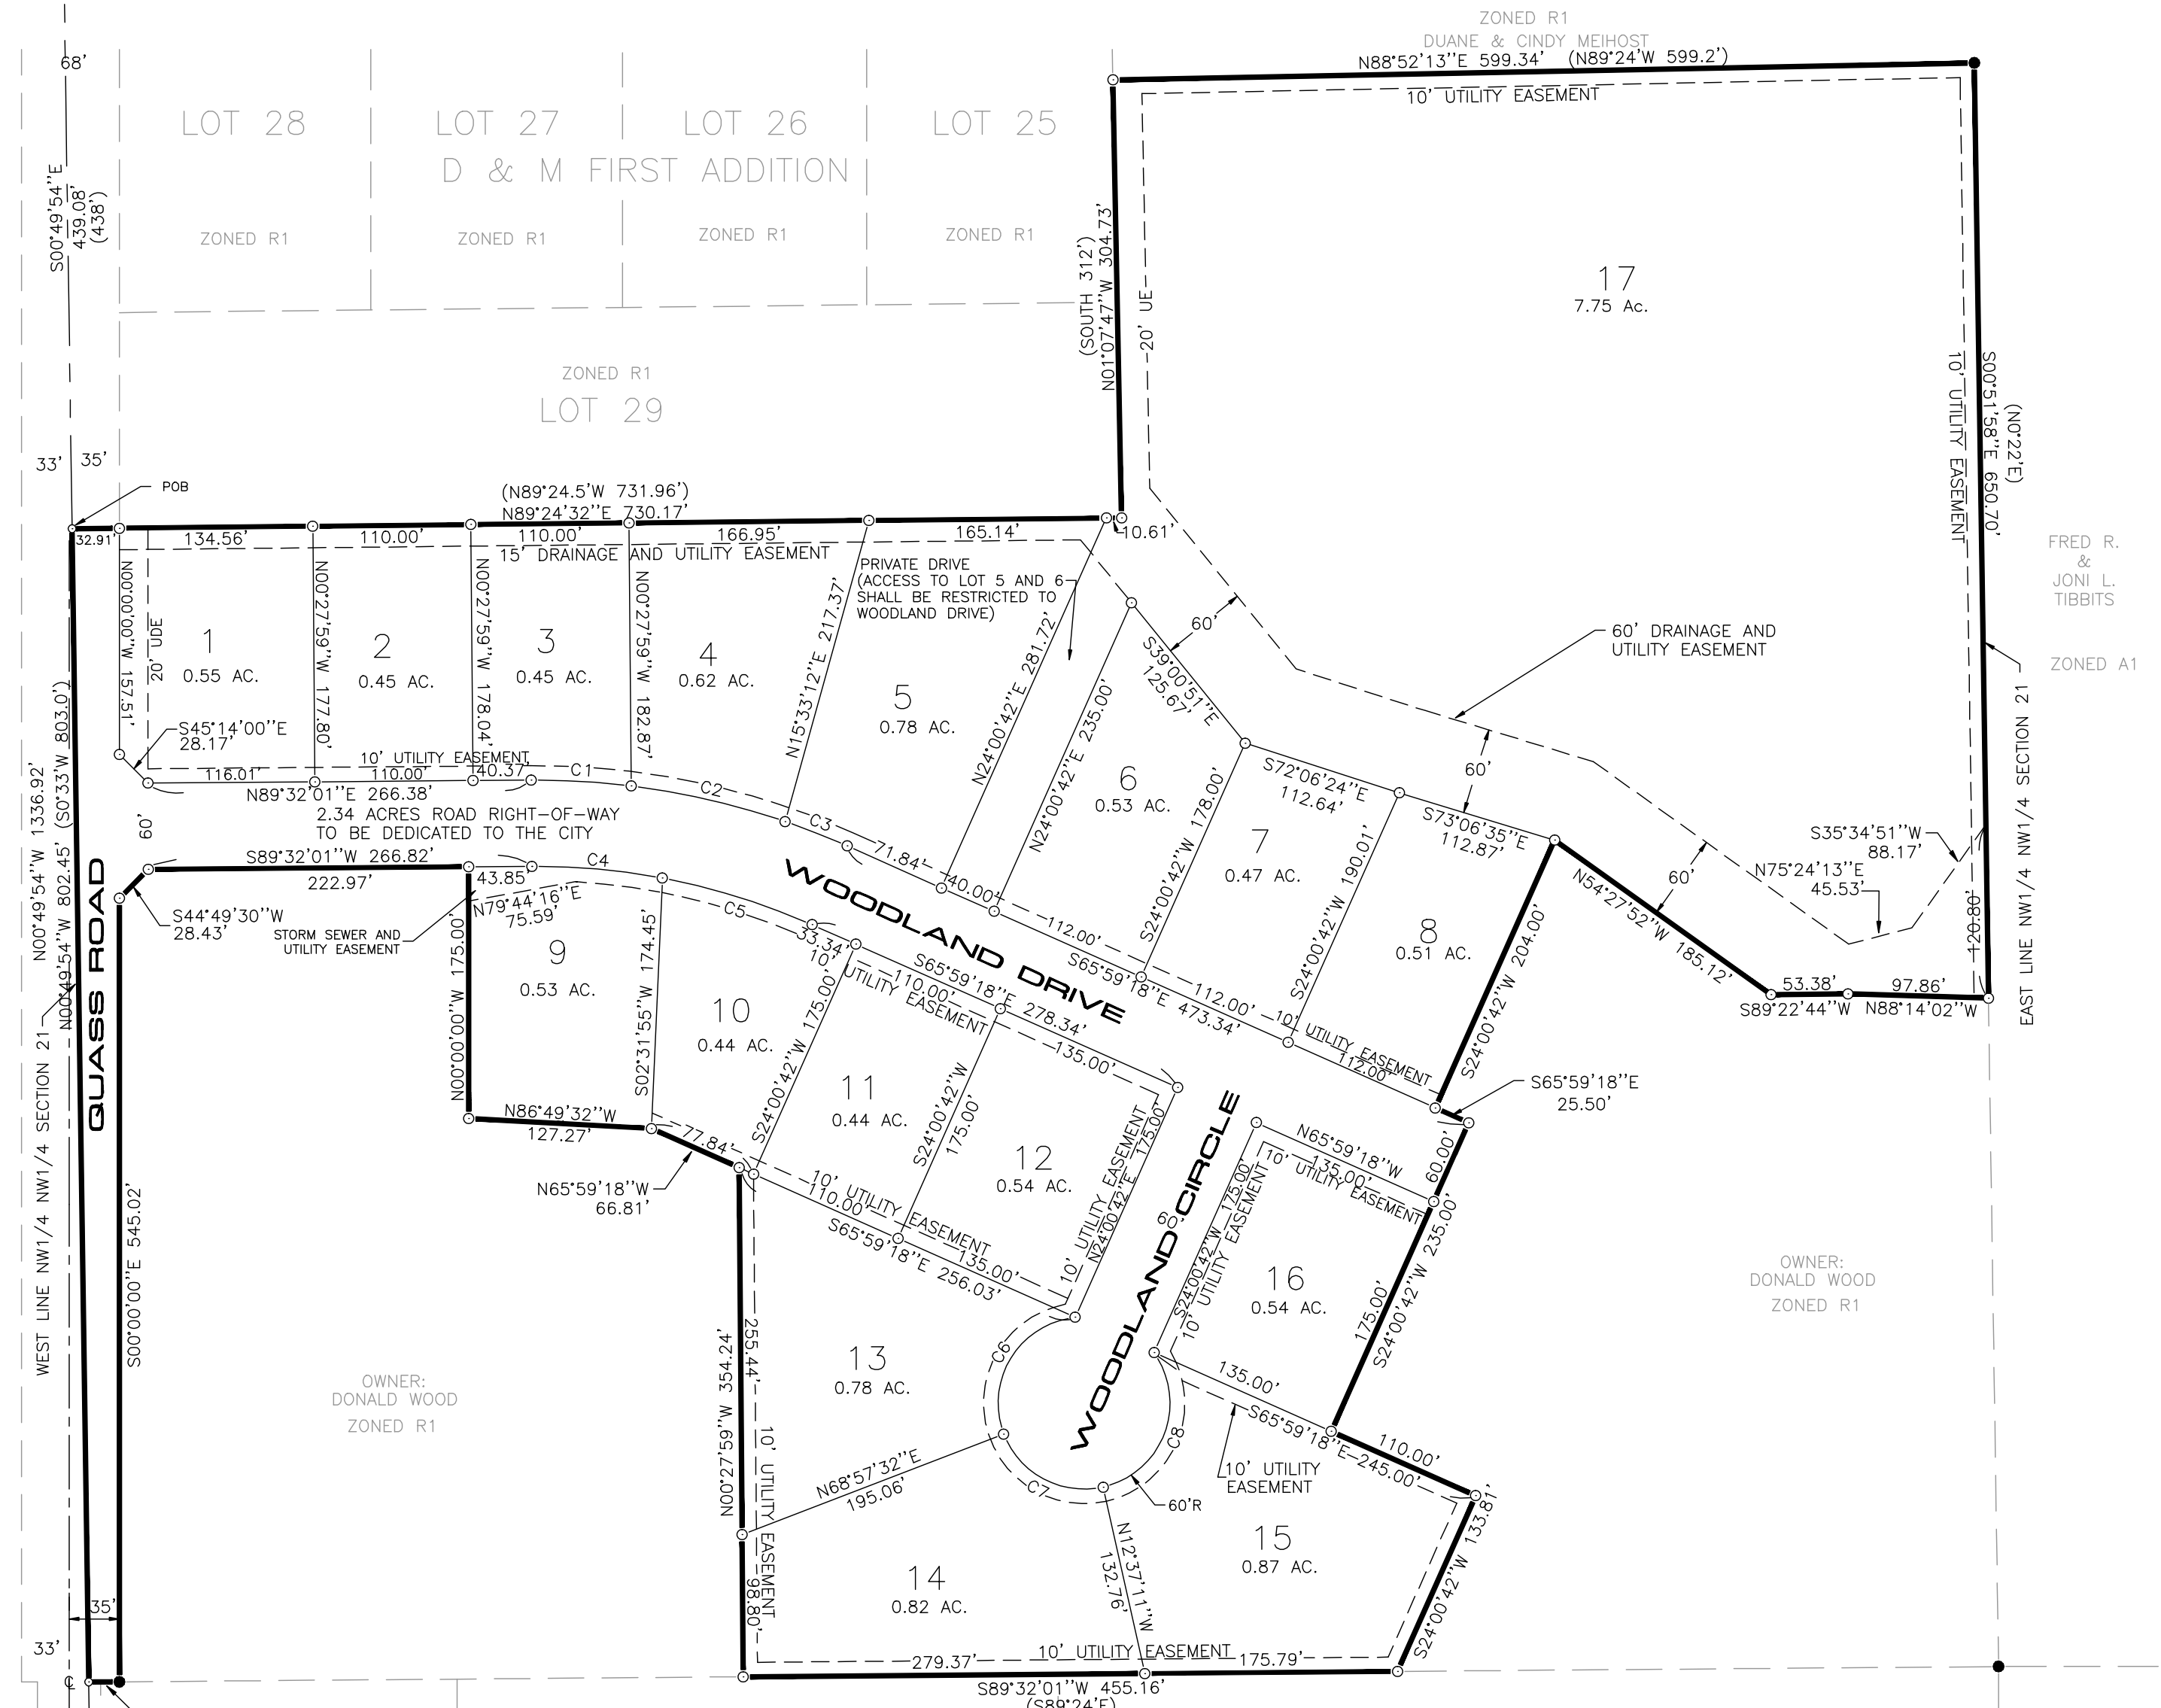 ZONED R1
DUANE & CINDY MEIHOST
N88°52'13''E 599.34' (N89°24'W 599.2')
10' UTILITY EASEMENT
68'
LOT 28
LOT 27
LOT 26
LOT 25
D & M FIRST ADDITION
ZONED R1
ZONED R1
ZONED R1
ZONED R1
S00°49'54''E
439.08'
(438')
(SOUTH 312')
N01°07'47''W 304.73'
20' UE
17
7.75 Ac.
10' UTILITY EASEMENT
S00°51'58''E 650.70'
(N0°22'E)
ZONED R1
LOT 29
33'
35'
POB
(N89°24.5'W 731.96')
N89°24'32''E 730.17'
32.91'
134.56'
110.00'
110.00'
166.95'
165.14'
10.61'
15' DRAINAGE AND UTILITY EASEMENT
PRIVATE DRIVE
(ACCESS TO LOT 5 AND 6
SHALL BE RESTRICTED TO
WOODLAND DRIVE)
FRED R.
&
JONI L.
TIBBITS
ZONED A1
60' DRAINAGE AND
UTILITY EASEMENT
60'
N00°00'00''W 157.51'
20' UDE
1
0.55 AC.
N00°27'59''W 177.80'
2
0.45 AC.
N00°27'59''W 178.04'
3
0.45 AC.
N00°27'59''W 182.87'
4
0.62 AC.
N15°33'12''E 217.37'
5
0.78 AC.
N24°00'42''E 281.72'
N24°00'42''E 235.00'
6
0.53 AC.
S39°00'51''E
125.67'
S24°00'42''W 178.00'
7
0.47 AC.
S72°06'24''E
112.64'
S24°00'42''W 190.01'
8
0.51 AC.
S73°06'35''E
112.87'
60'
S24°00'42''W 204.00'
N54°27'52''W 185.12'
60'
S35°34'51''W
88.17'
N75°24'13''E
45.53'
120.80'
53.38'
97.86'
S89°22'44''W
N88°14'02''W
EAST LINE NW1/4 NW1/4 SECTION 21
S45°14'00''E
28.17'
10' UTILITY EASEMENT
116.01'
110.00'
40.37'
C1
C2
C3
71.84'
40.00'
112.00'
112.00'
112.00'
S65°59'18''E 473.34'
10' UTILITY EASEMENT
N89°32'01''E 266.38'
2.34 ACRES ROAD RIGHT-OF-WAY
TO BE DEDICATED TO THE CITY
60'
WOODLAND DRIVE
S89°32'01''W 266.82'
222.97'
43.85'
C4
C5
33.34'
N79°44'16''E
75.59'
S44°49'30''W
28.43'
STORM SEWER AND
UTILITY EASEMENT
N00°49'54''W 1336.92'
N00°49'54''W 802.45' (S0°33'W 803.0')
QUASS ROAD
WEST LINE NW1/4 NW1/4 SECTION 21
N00°00'00''W 175.00'
9
0.53 AC.
S02°31'55''W 174.45'
10
0.44 AC.
S24°00'42''W 175.00'
10' UTILITY EASEMENT
110.00'
S65°59'18''E 278.34'
135.00'
11
0.44 AC.
S24°00'42''W
175.00'
12
0.54 AC.
10' UTILITY EASEMENT
N24°00'42''E 175.00'
S65°59'18''E
25.50'
N86°49'32''W
127.27'
77.84'
N65°59'18''W
66.81'
10' UTILITY EASEMENT
110.00'
135.00'
S65°59'18''E 256.03'
WOODLAND CIRCLE
60'
N65°59'18''W
135.00'
10' UTILITY EASEMENT
S24°00'42''W 175.00'
10' UTILITY EASEMENT
60.00'
16
0.54 AC.
175.00'
S24°00'42''W 235.00'
S00°00'00''E 545.02'
OWNER:
DONALD WOOD
ZONED R1
OWNER:
DONALD WOOD
ZONED R1
N00°27'59''W 354.24'
255.44'
10' UTILITY EASEMENT
98.80'
13
0.78 AC.
C6
C7
C8
60'R
N68°57'32''E
195.06'
135.00'
S65°59'18''E 245.00'
110.00'
10' UTILITY
EASEMENT
14
0.82 AC.
N12°37'11''W
132.76'
15
0.87 AC.
S24°00'42''W 133.81'
10' UTILITY EASEMENT
279.37'
175.79'
S89°32'01''W 455.16'
(S89°24'E)
35'
33'